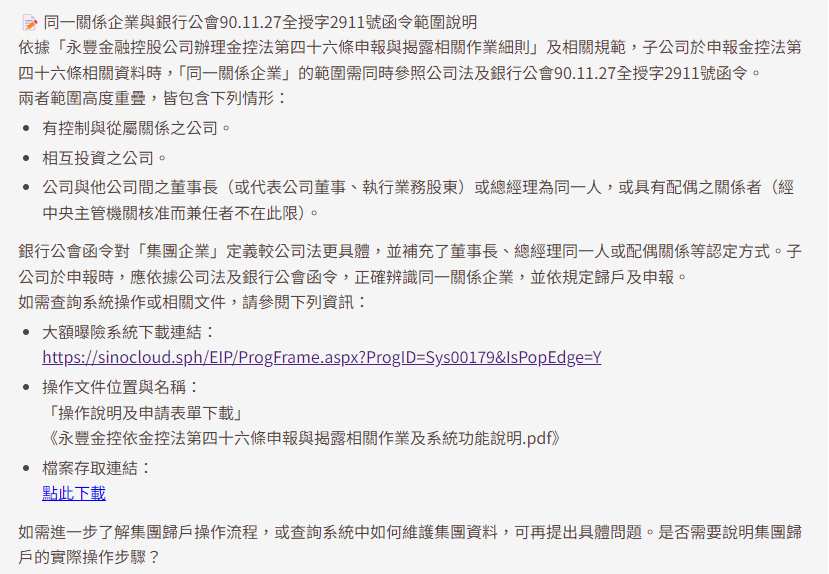 📝 同一關係企業與銀行公會90.11.27全授字2911號函令範圍說明
依據「永豐金融控股公司辦理金控法第四十六條申報與揭露相關作業細則」及相關規範，子公司於申報金控法第
四十六條相關資料時，「同一關係企業」的範圍需同時參照公司法及銀行公會90.11.27全授字2911號函令。
兩者範圍高度重疊，皆包含下列情形：
• 有控制與從屬關係之公司。
• 相互投資之公司。
• 公司與他公司間之董事長（或代表公司董事、執行業務股東）或總經理為同一人，或具有配偶之關係者（經
中央主管機關核准而兼任者不在此限）。
銀行公會函令對「集團企業」定義較公司法更具體，並補充了董事長、總經理同一人或配偶關係等認定方式。子
公司於申報時，應依據公司法及銀行公會函令，正確辨識同一關係企業，並依規定歸戶及申報。
如需查詢系統操作或相關文件，請參閱下列資訊：
• 大額曝險系統下載連結：
https://sinocloud.sph/EIP/ProgFrame.aspx?ProgID=Sys00179&IsPopEdge=Y
• 操作文件位置與名稱：
「操作說明及申請表單下載」
《永豐金控依金控法第四十六條申報與揭露相關作業及系統功能說明.pdf》
• 檔案存取連結：
點此下載
如需進一步了解集團歸戶操作流程，或查詢系統中如何維護集團資料，可再提出具體問題。是否需要說明集團歸
戶的實際操作步驟？